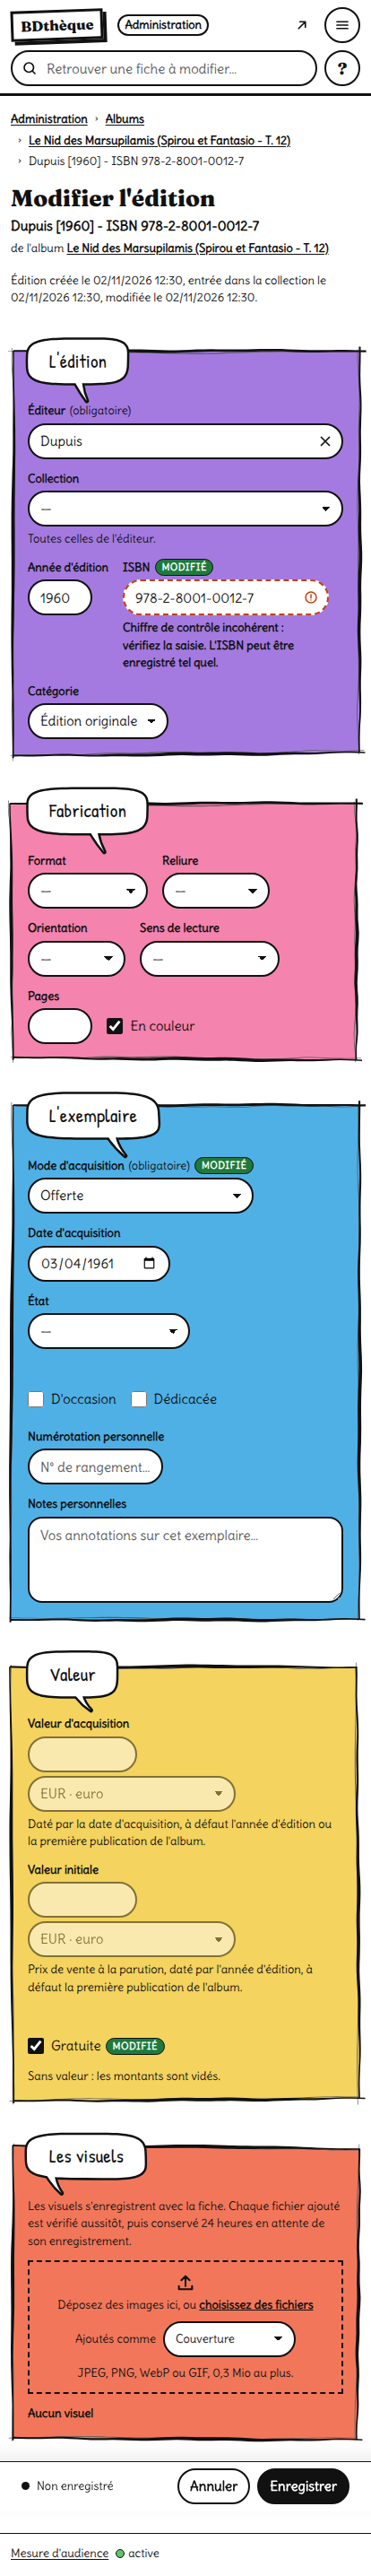 BDthèque
Administration
Retrouver une fiche à modifier...
?
Administration › Albums
› Le Nid des Marsupilamis (Spirou et Fantasio - T. 12)
› Dupuis [1960] - ISBN 978-2-8001-0012-7
Modifier l'édition
Dupuis [1960] - ISBN 978-2-8001-0012-7
de l'album Le Nid des Marsupilamis (Spirou et Fantasio - T. 12)
Édition créée le 02/11/2026 12:30, entrée dans la collection le
02/11/2026 12:30, modifiée le 02/11/2026 12:30.
L'édition
Éditeur (obligatoire)
Dupuis
Collection
—
Toutes celles de l'éditeur.
Année d'édition
ISBN MODIFIÉ
1960
978-2-8001-0012-7
Chiffre de contrôle incohérent :
vérifiez la saisie. L'ISBN peut être
enregistré tel quel.
Catégorie
Édition originale
Fabrication
Format
Reliure
—
—
Orientation
Sens de lecture
—
—
Pages
En couleur
L'exemplaire
Mode d'acquisition (obligatoire) MODIFIÉ
Offerte
Date d'acquisition
03/04/1961
État
—
D'occasion
Dédicacée
Numérotation personnelle
N° de rangement...
Notes personnelles
Vos annotations sur cet exemplaire...
Valeur
Valeur d'acquisition
EUR · euro
Daté par la date d'acquisition, à défaut l'année d'édition ou
la première publication de l'album.
Valeur initiale
EUR · euro
Prix de vente à la parution, daté par l'année d'édition, à
défaut la première publication de l'album.
Gratuite MODIFIÉ
Sans valeur : les montants sont vidés.
Les visuels
Les visuels s'enregistrent avec la fiche. Chaque fichier ajouté
est vérifié aussitôt, puis conservé 24 heures en attente de
son enregistrement.
Déposez des images ici, ou choisissez des fichiers
Ajoutés comme Couverture
JPEG, PNG, WebP ou GIF, 0,3 Mio au plus.
Aucun visuel
Non enregistré
Annuler
Enregistrer
Mesure d'audience active